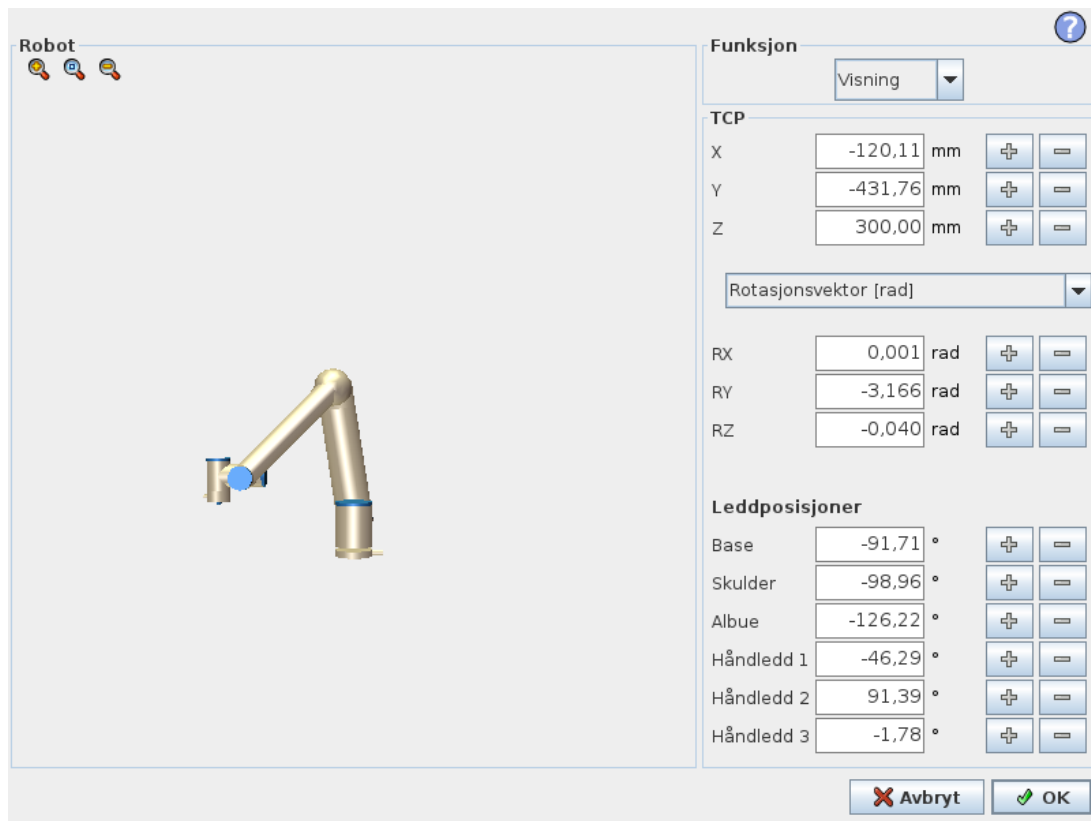 ?
Robot
Funksjon
Visning
TCP
X -120,11 mm
Y -431,76 mm
Z 300,00 mm
Rotasjonsvektor [rad]
RX 0,001 rad
RY -3,166 rad
RZ -0,040 rad
Leddposisjoner
Base -91,71 °
Skulder -98,96 °
Albue -126,22 °
Håndledd 1 -46,29 °
Håndledd 2 91,39 °
Håndledd 3 -1,78 °
Avbryt OK